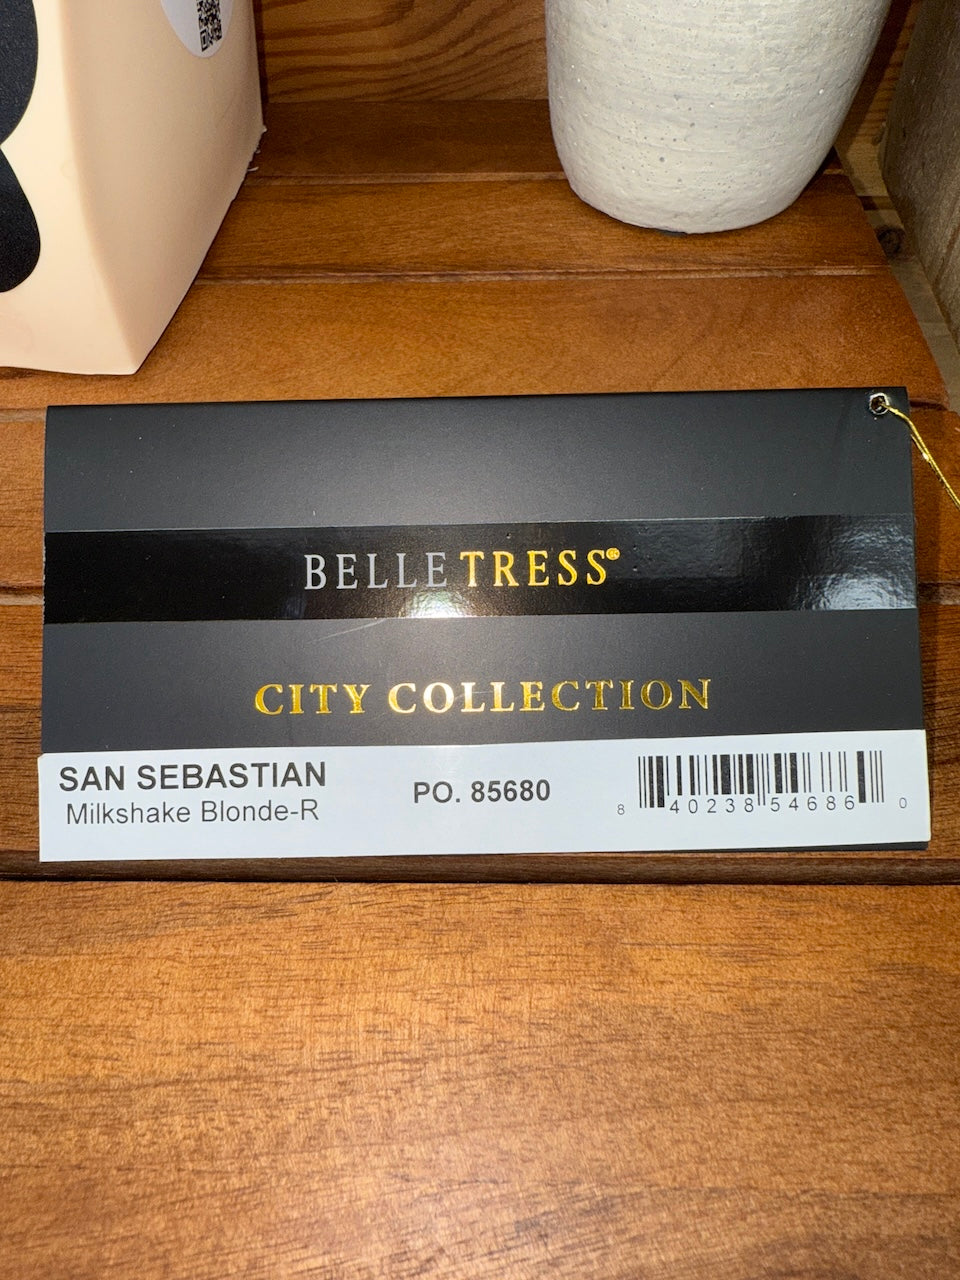 BELLETRESS®
CITY COLLECTION
SAN SEBASTIAN
Milkshake Blonde-R
PO. 85680
8 40238 54686 0